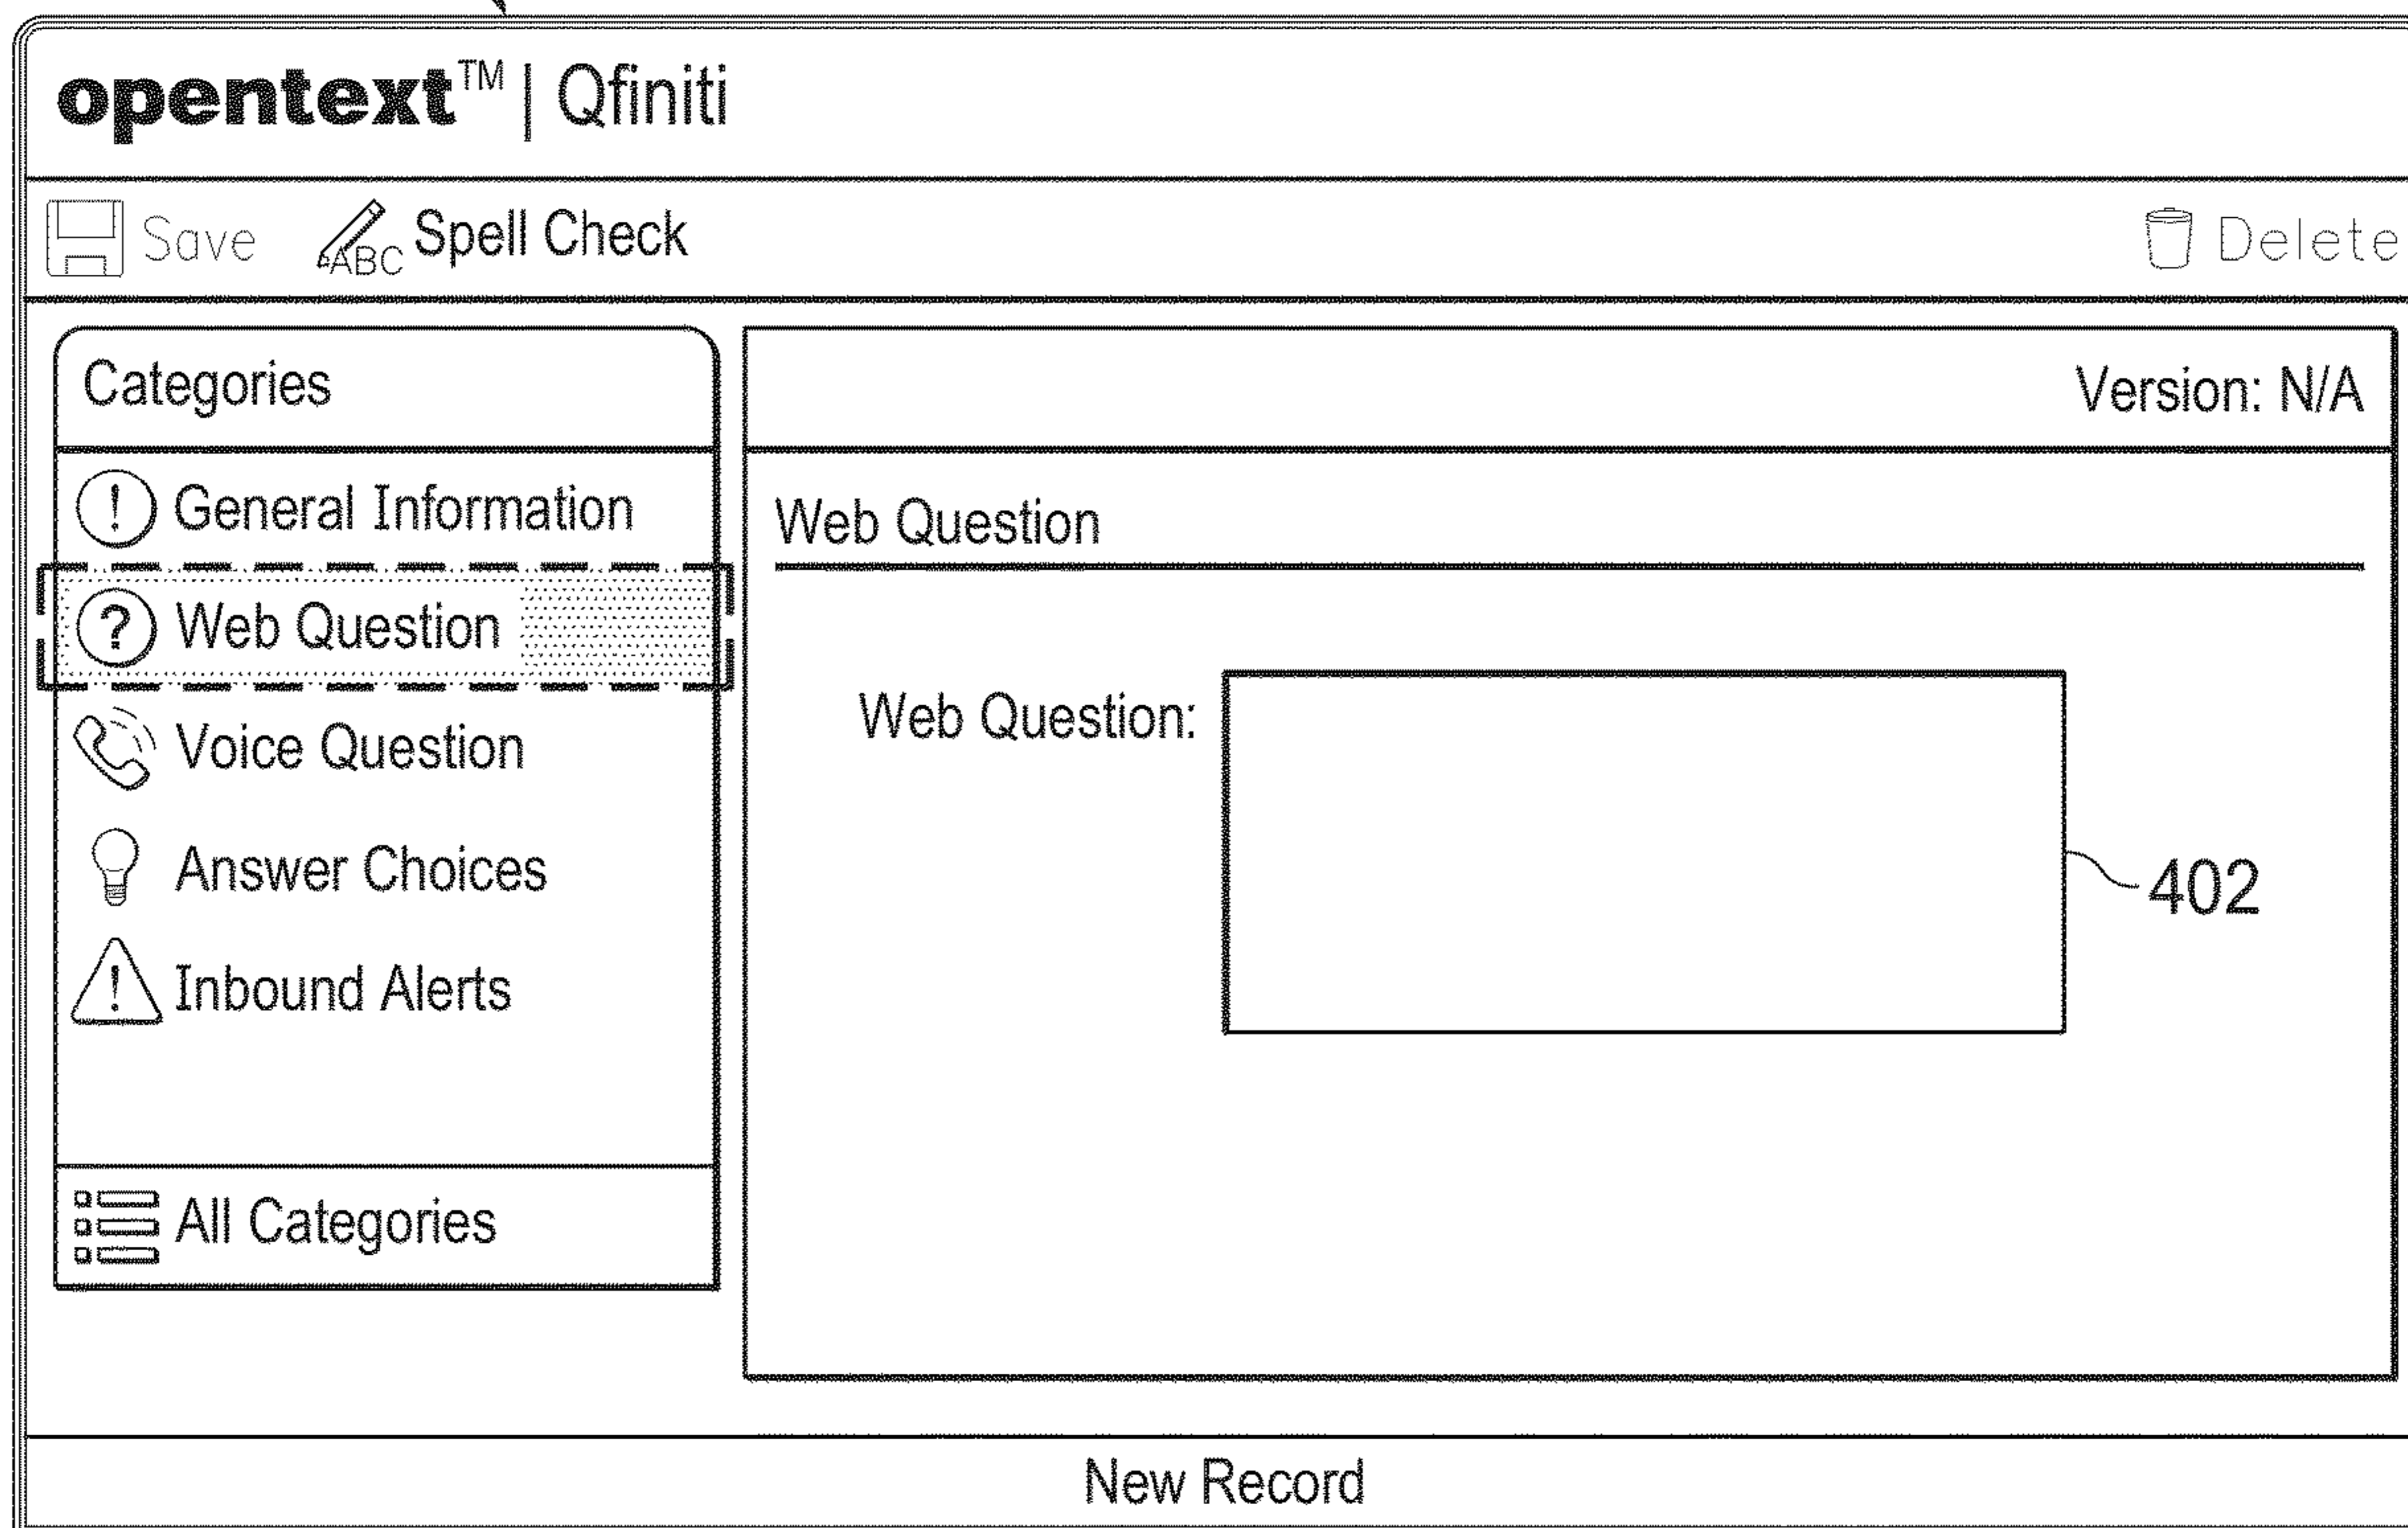 opentext™ | Qfiniti
Save ABC Spell Check Delete
Categories
General Information
Web Question
Voice Question
Answer Choices
Inbound Alerts
All Categories
Version: N/A
Web Question
Web Question:
402
New Record